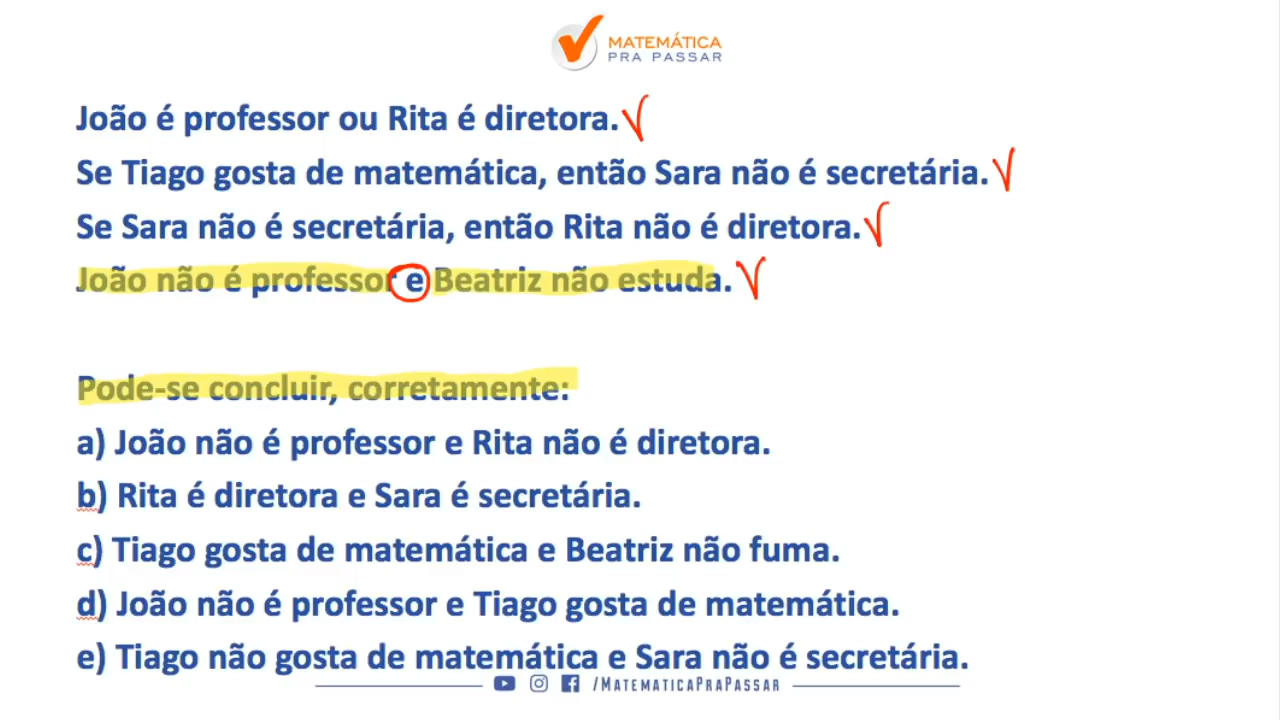 MATEMÁTICA
PRA PASSAR
João é professor ou Rita é diretora. V
Se Tiago gosta de matemática, então Sara não é secretária. V
Se Sara não é secretária, então Rita não é diretora. V
João não é professor e Beatriz não estuda. V
Pode-se concluir, corretamente:
a) João não é professor e Rita não é diretora.
b) Rita é diretora e Sara é secretária.
c) Tiago gosta de matemática e Beatriz não fuma.
d) João não é professor e Tiago gosta de matemática.
e) Tiago não gosta de matemática e Sara não é secretária.
/MATEMATICAPRAPASSAR